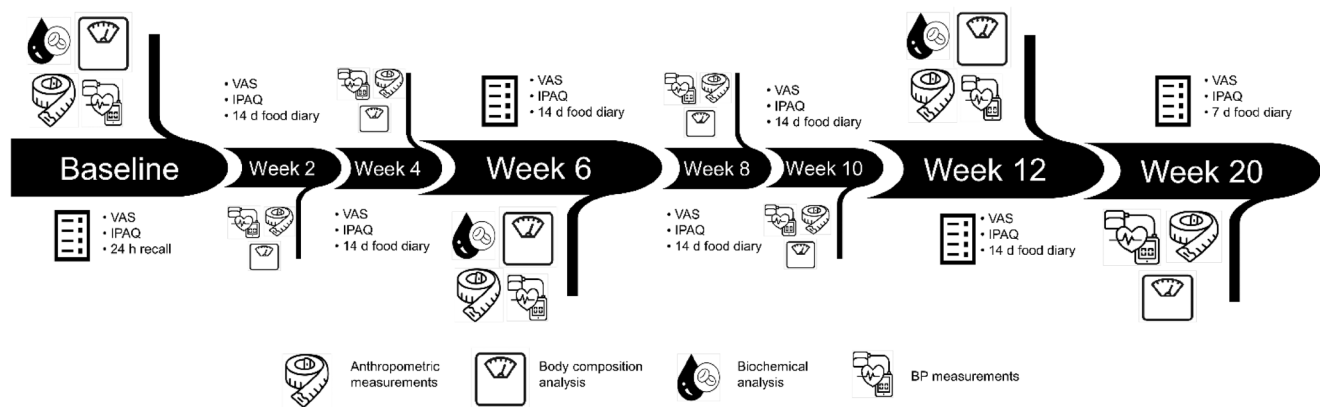 • VAS
• IPAQ
• 14 d food diary
• VAS
• IPAQ
• 14 d food diary
• VAS
• IPAQ
• 14 d food diary
• VAS
• IPAQ
• 7 d food diary
Baseline
Week 2
Week 4
Week 6
Week 8
Week 10
Week 12
Week 20
• VAS
• IPAQ
• 24 h recall
• VAS
• IPAQ
• 14 d food diary
• VAS
• IPAQ
• 14 d food diary
• VAS
• IPAQ
• 14 d food diary
Anthropometric
measurements
Body composition
analysis
Biochemical
analysis
BP measurements